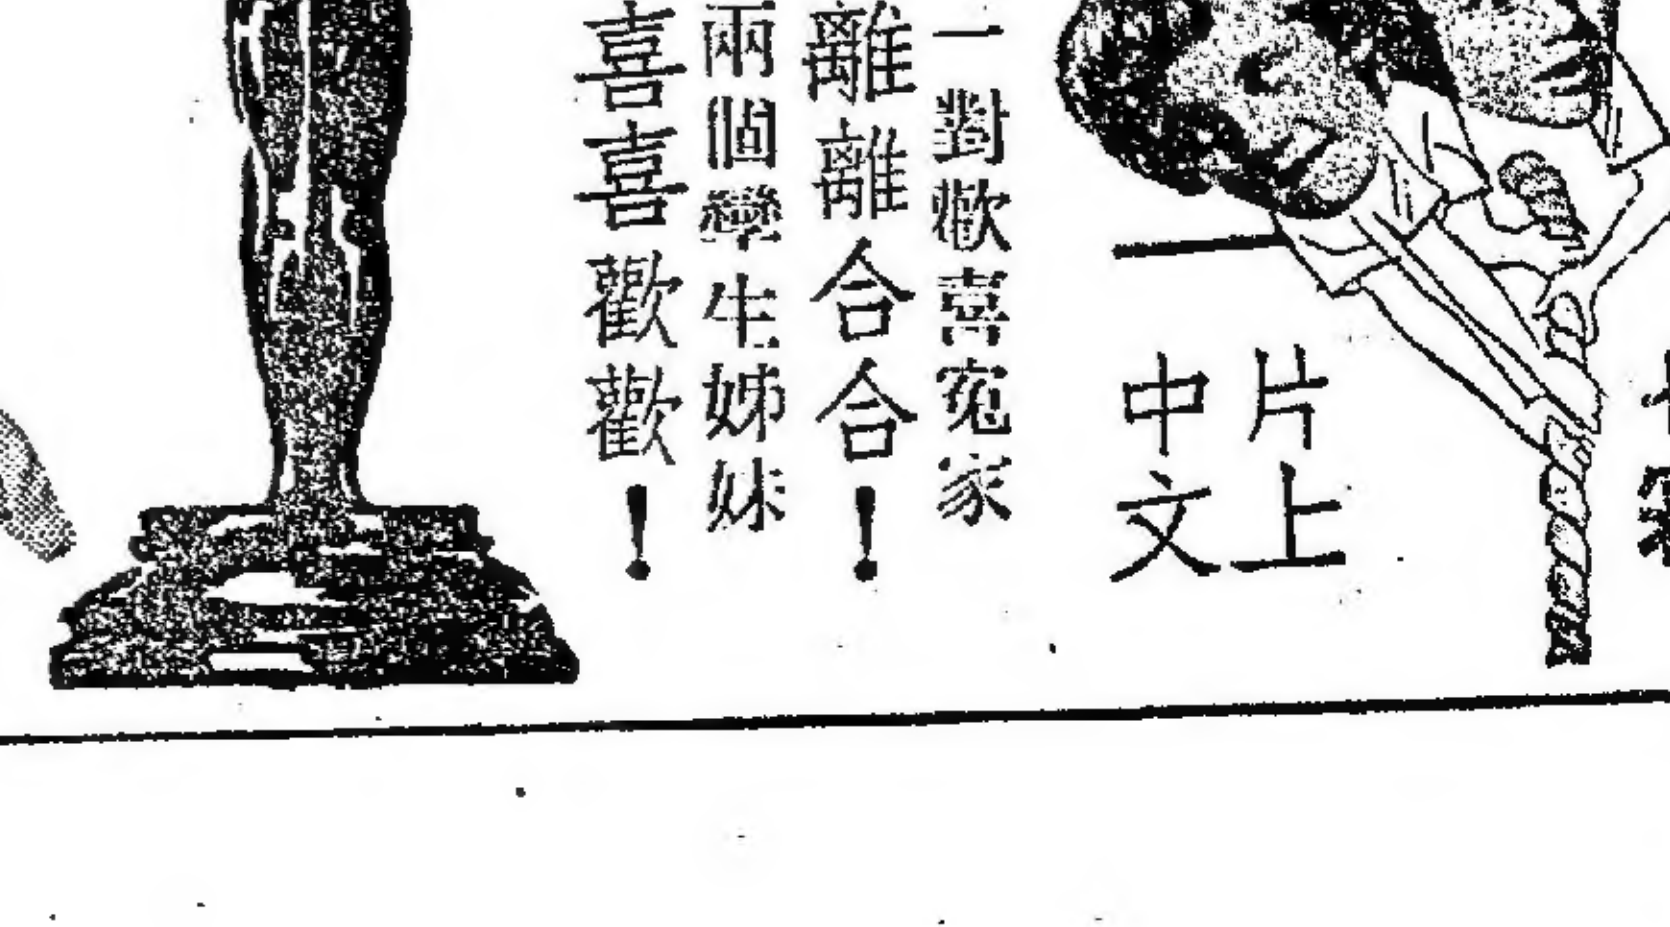 片上
中文
一對歡喜冤家
離離合合！
兩個孿生姊妹
喜喜歡歡！